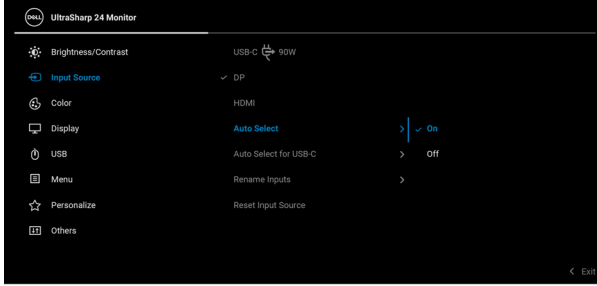 DELL UltraSharp 24 Monitor
Brightness/Contrast
Input Source
Color
Display
USB
Menu
Personalize
Others
USB-C 90W
DP
HDMI
Auto Select
Auto Select for USB-C
Rename Inputs
Reset Input Source
On
Off
Exit